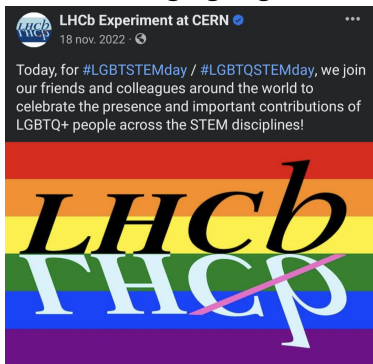 LHCb Experiment at CERN
18 nov. 2022 ·
Today, for #LGBTSTEMday / #LGBTQSTEMday, we join
our friends and colleagues around the world to
celebrate the presence and important contributions of
LGBTQ+ people across the STEM disciplines!
LHCb
LHCb